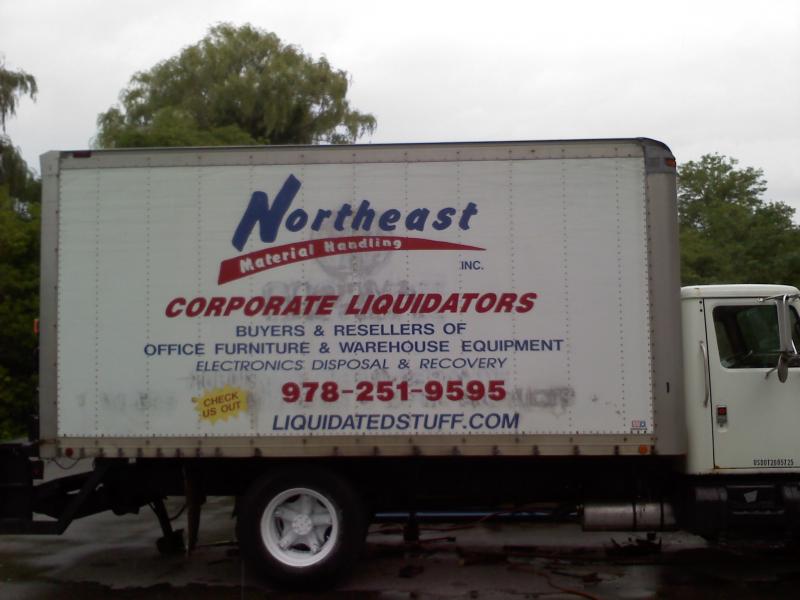 Northeast
Material Handling
INC.
CORPORATE LIQUIDATORS
BUYERS & RESELLERS OF
OFFICE FURNITURE & WAREHOUSE EQUIPMENT
ELECTRONICS DISPOSAL & RECOVERY
CHECK
US OUT
978-251-9595
LIQUIDATEDSTUFF.COM